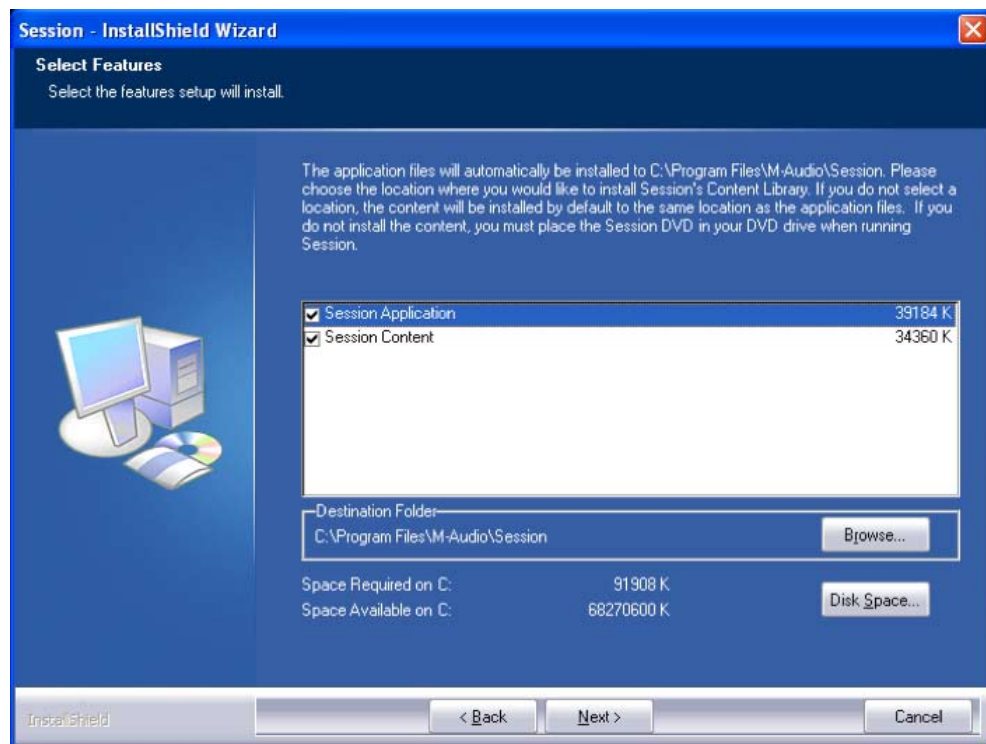 Session - InstallShield Wizard
Select Features
Select the features setup will install.
The application files will automatically be installed to C:\Program Files\M-Audio\Session. Please
choose the location where you would like to install Session's Content Library. If you do not select a
location, the content will be installed by default to the same location as the application files. If you
do not install the content, you must place the Session DVD in your DVD drive when running
Session.
Session Application 39184 K
Session Content 34360 K
Destination Folder
C:\Program Files\M-Audio\Session
Browse...
Space Required on C: 91908 K
Space Available on C: 68270600 K
Disk Space...
InstallShield
< Back Next > Cancel